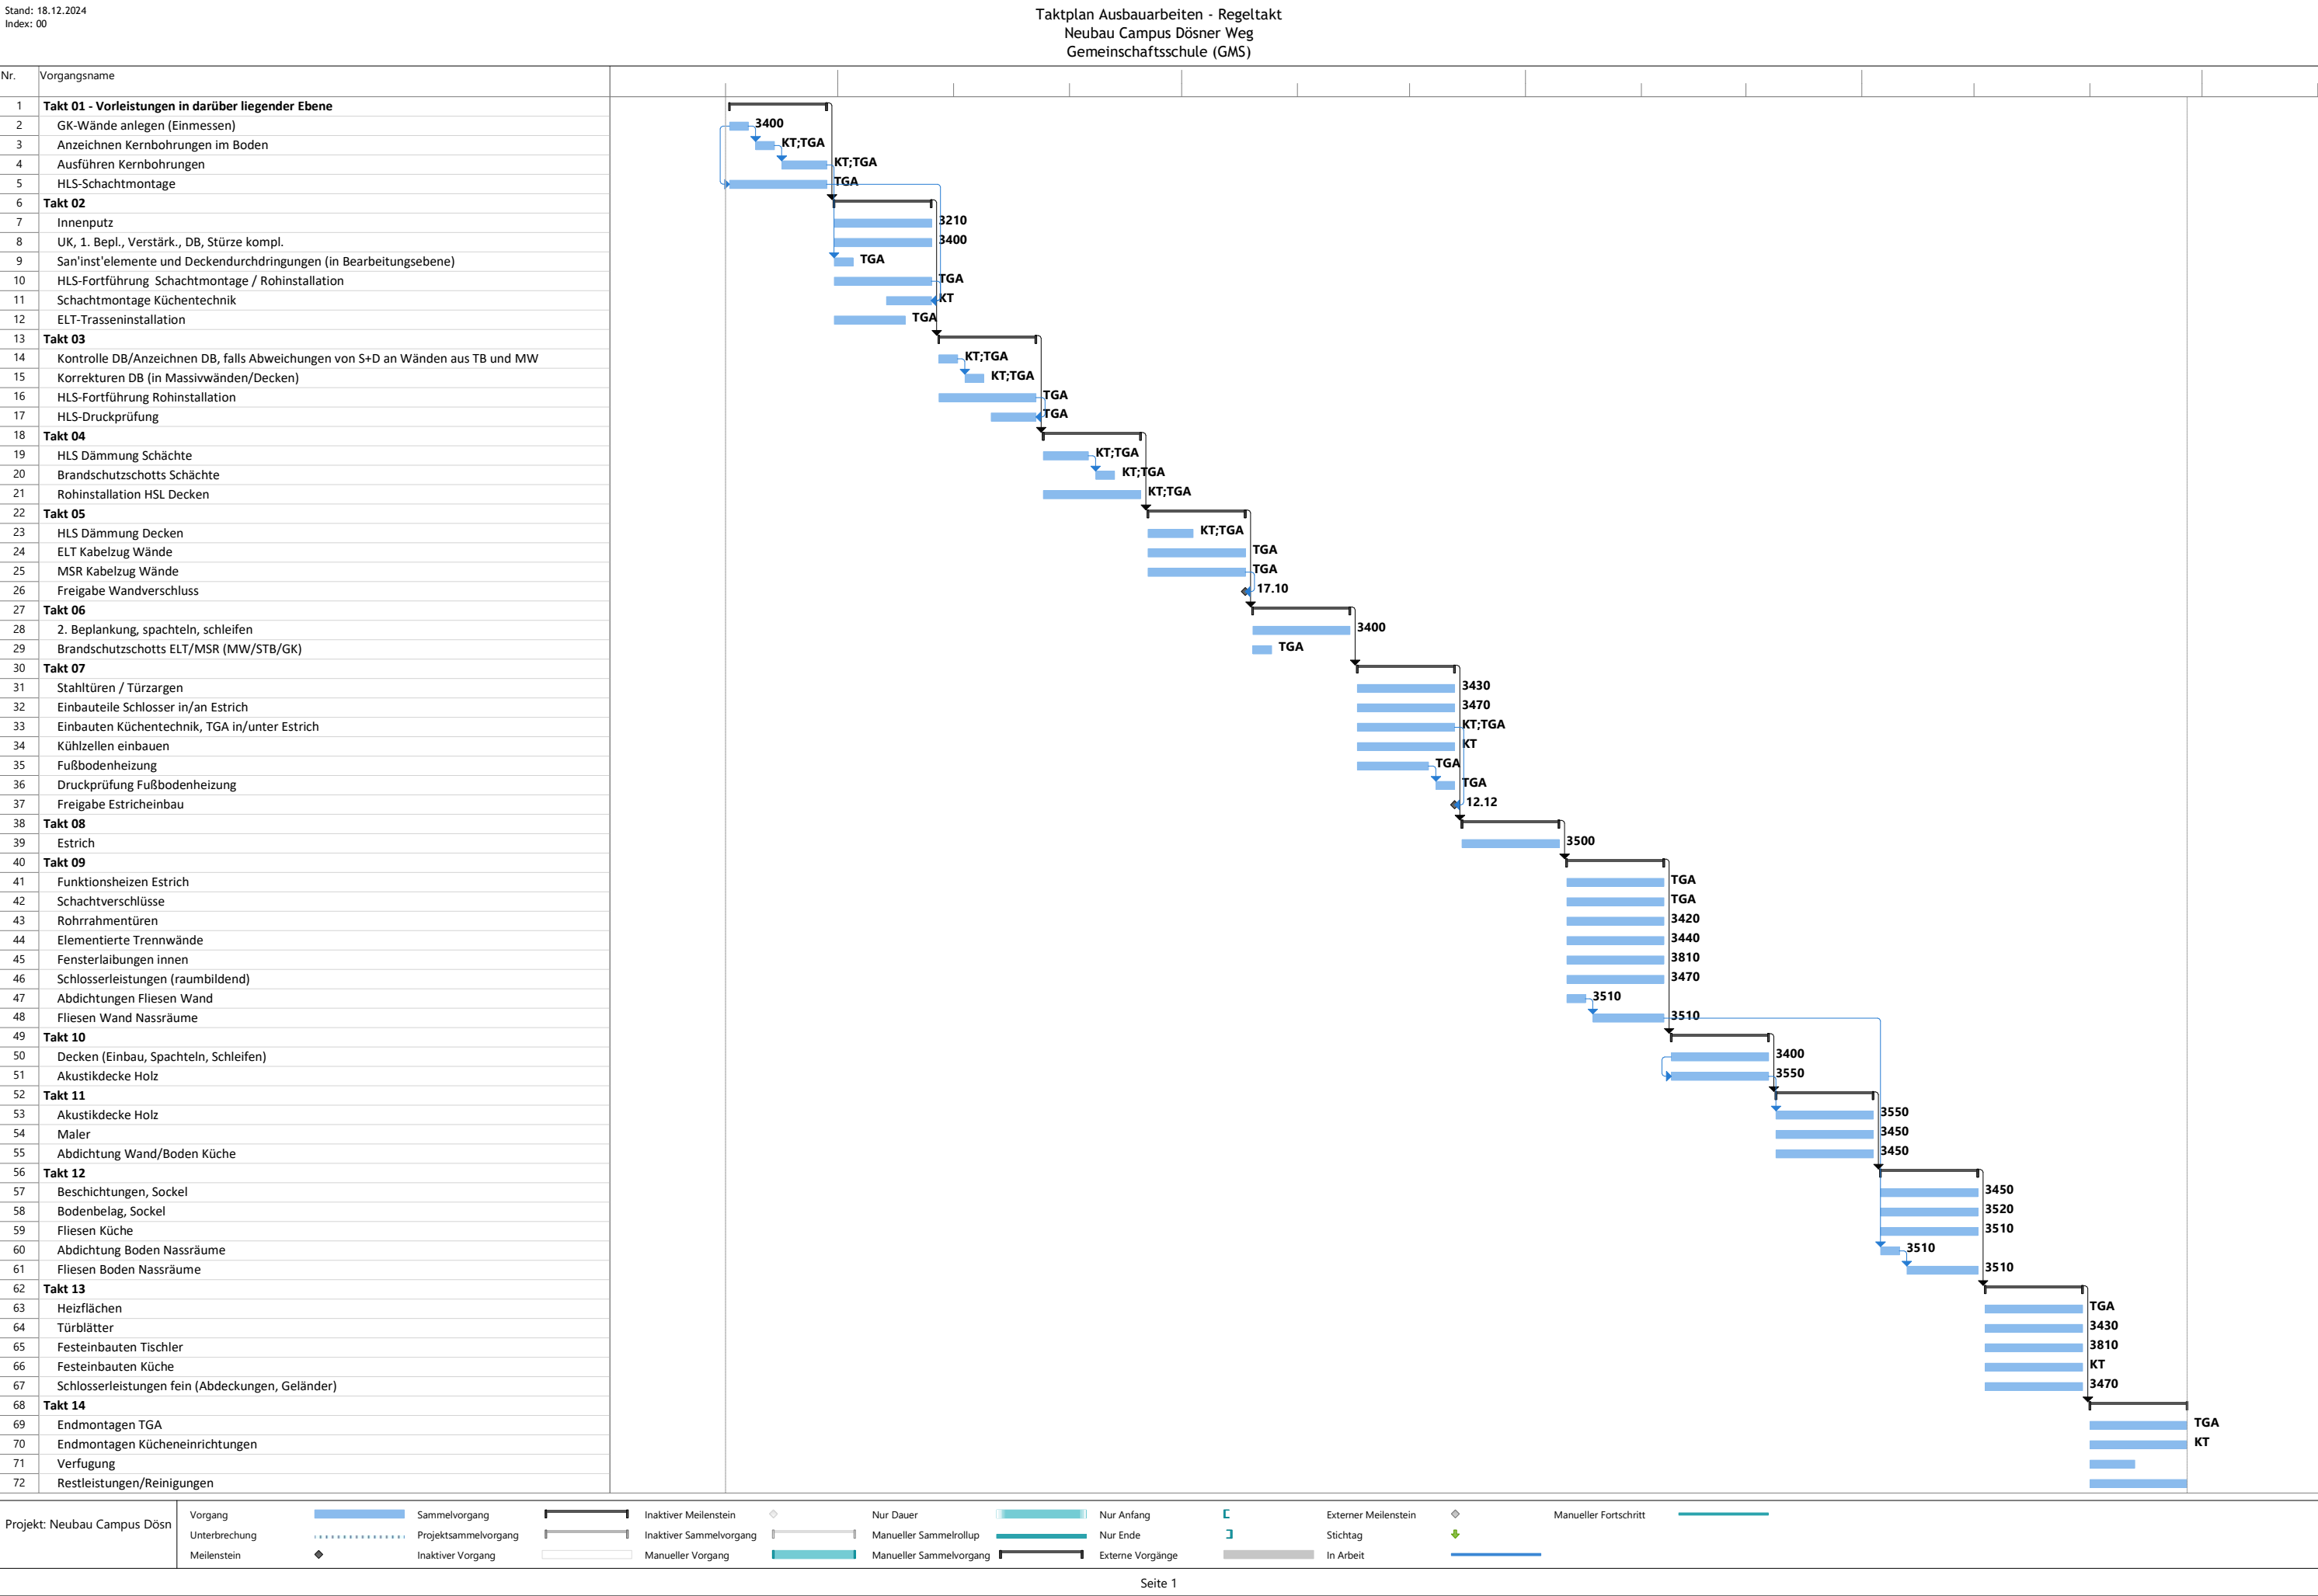 Stand: 18.12.2024
Index: 00
Taktplan Ausbauarbeiten - Regeltakt
Neubau Campus Dösner Weg
Gemeinschaftsschule (GMS)
Nr. Vorgangsname
1 Takt 01 - Vorleistungen in darüber liegender Ebene
2 GK-Wände anlegen (Einmessen) 3400
3 Anzeichnen Kernbohrungen im Boden KT;TGA
4 Ausführen Kernbohrungen KT;TGA
5 HLS-Schachtmontage TGA
6 Takt 02
7 Innenputz 3210
8 UK, 1. Bepl., Verstärk., DB, Stürze kompl. 3400
9 San'inst'elemente und Deckendurchdringungen (in Bearbeitungsebene) TGA
10 HLS-Fortführung  Schachtmontage / Rohinstallation TGA
11 Schachtmontage Küchentechnik KT
12 ELT-Trasseninstallation TGA
13 Takt 03
14 Kontrolle DB/Anzeichnen DB, falls Abweichungen von S+D an Wänden aus TB und MW KT;TGA
15 Korrekturen DB (in Massivwänden/Decken) KT;TGA
16 HLS-Fortführung Rohinstallation TGA
17 HLS-Druckprüfung TGA
18 Takt 04
19 HLS Dämmung Schächte KT;TGA
20 Brandschutzschotts Schächte KT;TGA
21 Rohinstallation HSL Decken KT;TGA
22 Takt 05
23 HLS Dämmung Decken KT;TGA
24 ELT Kabelzug Wände TGA
25 MSR Kabelzug Wände TGA
26 Freigabe Wandverschluss 17.10
27 Takt 06
28 2. Beplankung, spachteln, schleifen 3400
29 Brandschutzschotts ELT/MSR (MW/STB/GK) TGA
30 Takt 07
31 Stahltüren / Türzargen 3430
32 Einbauteile Schlosser in/an Estrich 3470
33 Einbauten Küchentechnik, TGA in/unter Estrich KT;TGA
34 Kühlzellen einbauen KT
35 Fußbodenheizung TGA
36 Druckprüfung Fußbodenheizung TGA
37 Freigabe Estricheinbau 12.12
38 Takt 08
39 Estrich 3500
40 Takt 09
41 Funktionsheizen Estrich TGA
42 Schachtverschlüsse TGA
43 Rohrrahmentüren 3420
44 Elementierte Trennwände 3440
45 Fensterlaibungen innen 3810
46 Schlosserleistungen (raumbildend) 3470
47 Abdichtungen Fliesen Wand 3510
48 Fliesen Wand Nassräume 3510
49 Takt 10
50 Decken (Einbau, Spachteln, Schleifen) 3400
51 Akustikdecke Holz 3550
52 Takt 11
53 Akustikdecke Holz 3550
54 Maler 3450
55 Abdichtung Wand/Boden Küche 3450
56 Takt 12
57 Beschichtungen, Sockel 3450
58 Bodenbelag, Sockel 3520
59 Fliesen Küche 3510
60 Abdichtung Boden Nassräume 3510
61 Fliesen Boden Nassräume 3510
62 Takt 13
63 Heizflächen TGA
64 Türblätter 3430
65 Festeinbauten Tischler 3810
66 Festeinbauten Küche KT
67 Schlosserleistungen fein (Abdeckungen, Geländer) 3470
68 Takt 14
69 Endmontagen TGA TGA
70 Endmontagen Kücheneinrichtungen KT
71 Verfugung
72 Restleistungen/Reinigungen
Projekt: Neubau Campus Dösn
Vorgang Sammelvorgang Inaktiver Meilenstein Nur Dauer Nur Anfang Externer Meilenstein Manueller Fortschritt
Unterbrechung Projektsammelvorgang Inaktiver Sammelvorgang Manueller Sammelrollup Nur Ende Stichtag
Meilenstein Inaktiver Vorgang Manueller Vorgang Manueller Sammelvorgang Externe Vorgänge In Arbeit
Seite 1